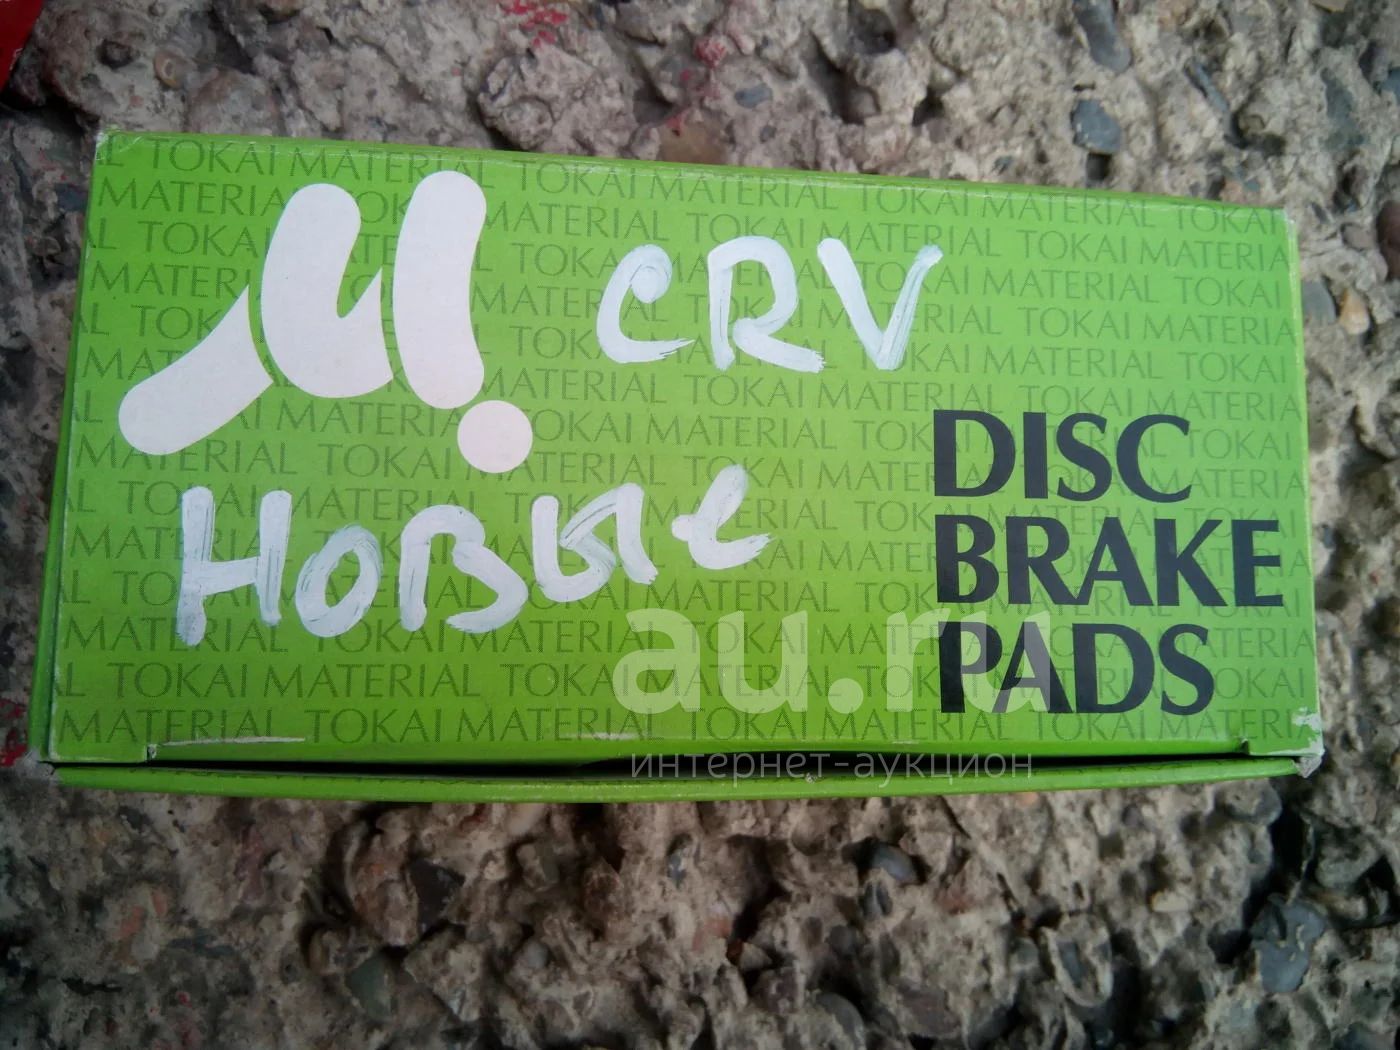 L TOKAI MATERIAL TOKAI MATERIAL TOKAI MATERIAL TOKAI
CRV
DISC
BRAKE
PADS
Новые
au.ru
интернет-аукцион